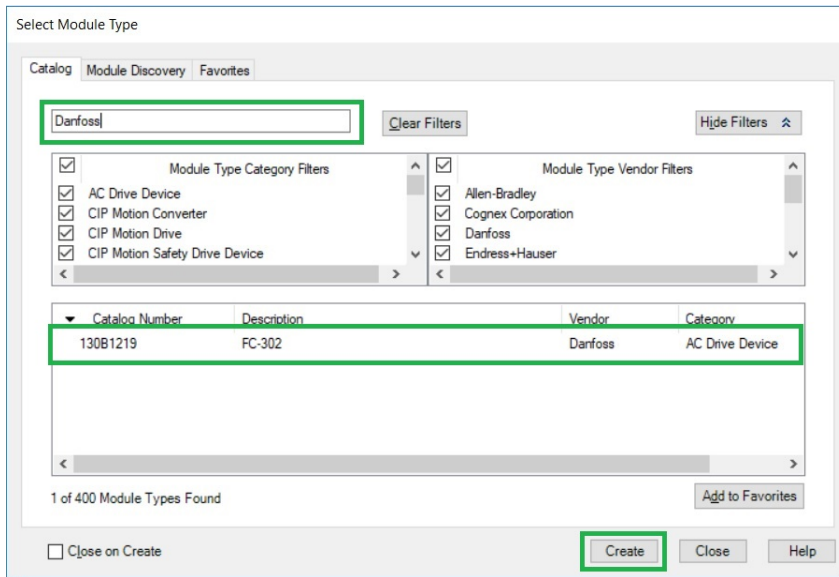 Select Module Type
Catalog Module Discovery Favorites
Danfoss
Clear Filters
Hide Filters
Module Type Category Filters
AC Drive Device
CIP Motion Converter
CIP Motion Drive
CIP Motion Safety Drive Device
Module Type Vendor Filters
Allen-Bradley
Cognex Corporation
Danfoss
Endress+Hauser
Catalog Number Description Vendor Category
130B1219 FC-302 Danfoss AC Drive Device
1 of 400 Module Types Found
Add to Favorites
Close on Create
Create Close Help